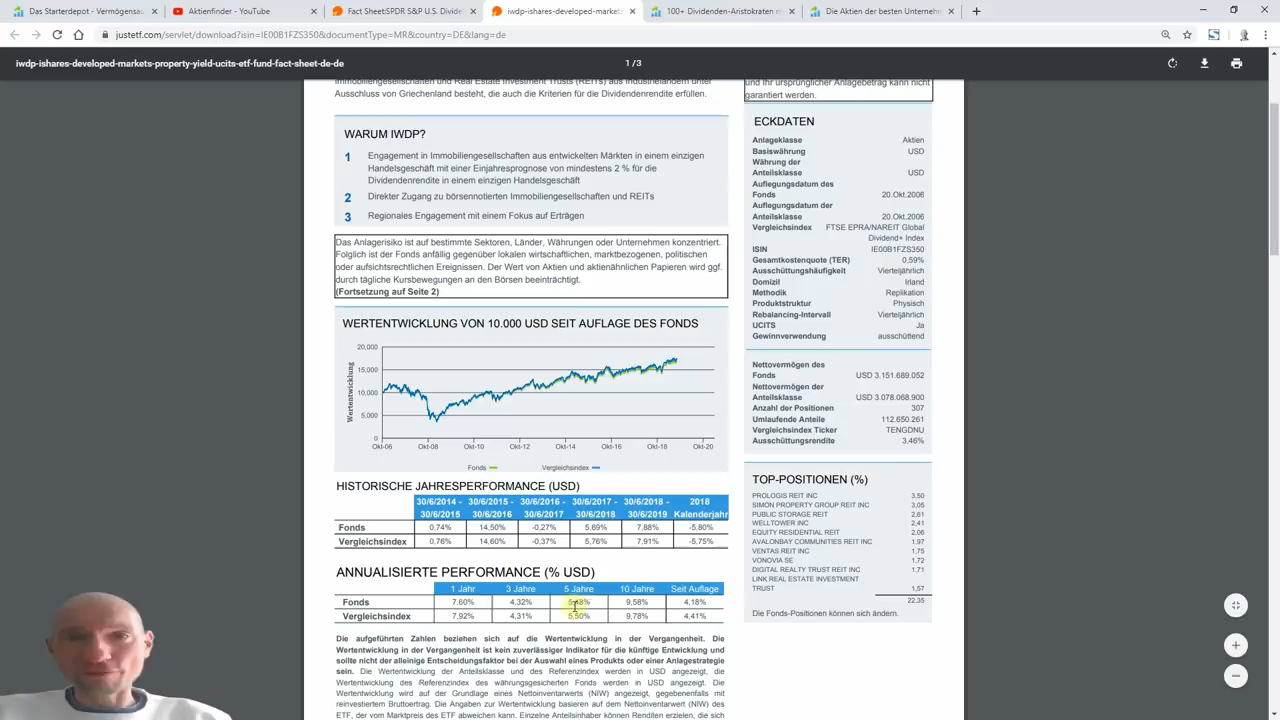 Das Starterdepot - Vermögensau
Aktienfinder - YouTube
Fact Sheet:SPDR S&P U.S. Divide
iwdp-ishares-developed-markets-
100+ Dividenden-Aristokraten m
Die Aktien der besten Unternehm
justetf.com/servlet/download?isin=IE00B1FZS350&documentType=MR&country=DE&lang=de
iwdp-ishares-developed-markets-property-yield-ucits-etf-fund-fact-sheet-de-de
1/3
Immobiliengesellschaften und Real Estate Investment Trusts (REITs) aus Industrieländern unter
Ausschluss von Griechenland besteht, die auch die Kriterien für die Dividendenrendite erfüllen.
WARUM IWDP?
1 Engagement in Immobiliengesellschaften aus entwickelten Märkten in einem einzigen
Handelsgeschäft mit einer Einjahresprognose von mindestens 2 % für die
Dividendenrendite in einem einzigen Handelsgeschäft
2 Direkter Zugang zu börsennotierten Immobiliengesellschaften und REITs
3 Regionales Engagement mit einem Fokus auf Erträgen
Das Anlagerisiko ist auf bestimmte Sektoren, Länder, Währungen oder Unternehmen konzentriert.
Folglich ist der Fonds anfällig gegenüber lokalen wirtschaftlichen, marktbezogenen, politischen
oder aufsichtsrechtlichen Ereignissen. Der Wert von Aktien und aktienähnlichen Papieren wird ggf.
durch tägliche Kursbewegungen an den Börsen beeinträchtigt.
(Fortsetzung auf Seite 2)
WERTENTWICKLUNG VON 10.000 USD SEIT AUFLAGE DES FONDS
Wertentwicklung
20,000
15,000
10,000
5,000
0
Okt-06 Okt-08 Okt-10 Okt-12 Okt-14 Okt-16 Okt-18 Okt-20
Fonds Vergleichsindex
HISTORISCHE JAHRESPERFORMANCE (USD)
30/6/2014 - 30/6/2015 - 30/6/2016 - 30/6/2017 - 30/6/2018 - 2018
30/6/2015 30/6/2016 30/6/2017 30/6/2018 30/6/2019 Kalenderjahr
Fonds 0,74% 14,50% -0,27% 5,69% 7,88% -5,80%
Vergleichsindex 0,76% 14,60% -0,37% 5,76% 7,91% -5,75%
ANNUALISIERTE PERFORMANCE (% USD)
1 Jahr 3 Jahre 5 Jahre 10 Jahre Seit Auflage
Fonds 7,60% 4,32% 9,58% 4,18%
Vergleichsindex 7,92% 4,31% 5,50% 9,78% 4,41%
Die aufgeführten Zahlen beziehen sich auf die Wertentwicklung in der Vergangenheit. Die
Wertentwicklung in der Vergangenheit ist kein zuverlässiger Indikator für die künftige Entwicklung und
sollte nicht der alleinige Entscheidungsfaktor bei der Auswahl eines Produkts oder einer Anlagestrategie
sein. Die Wertentwicklung der Anteilsklasse und des Referenzindex werden in USD angezeigt, die
Wertentwicklung des Referenzindex des währungsgesicherten Fonds werden in USD angezeigt. Die
Wertentwicklung wird auf der Grundlage eines Nettoinventarwerts (NIW) angezeigt, gegebenenfalls mit
reinvestiertem Bruttoertrag. Die Angaben zur Wertentwicklung basieren auf dem Nettoinventarwert (NIW) des
ETF, der vom Marktpreis des ETF abweichen kann. Einzelne Anteilsinhaber können Renditen erzielen, die sich
und Ihr ursprünglicher Anlagebetrag kann nicht
garantiert werden.
ECKDATEN
Anlageklasse Aktien
Basiswährung USD
Währung der
Anteilsklasse USD
Auflegungsdatum des
Fonds 20.Okt.2006
Auflegungsdatum der
Anteilsklasse 20.Okt.2006
Vergleichsindex FTSE EPRA/NAREIT Global
Dividend+ Index
ISIN IE00B1FZS350
Gesamtkostenquote (TER) 0,59%
Ausschüttungshäufigkeit Vierteljährlich
Domizil Irland
Methodik Replikation
Produktstruktur Physisch
Rebalancing-Intervall Vierteljährlich
UCITS Ja
Gewinnverwendung ausschüttend
Nettovermögen des
Fonds USD 3.151.689.052
Nettovermögen der
Anteilsklasse USD 3.078.068.900
Anzahl der Positionen 307
Umlaufende Anteile 112.650.261
Vergleichsindex Ticker TENGDNU
Ausschüttungsrendite 3,46%
TOP-POSITIONEN (%)
PROLOGIS REIT INC 3,50
SIMON PROPERTY GROUP REIT INC 3,05
PUBLIC STORAGE REIT 2,61
WELLTOWER INC 2,41
EQUITY RESIDENTIAL REIT 2,06
AVALONBAY COMMUNITIES REIT INC 1,97
VENTAS REIT INC 1,75
VONOVIA SE 1,72
DIGITAL REALTY TRUST REIT INC 1,71
LINK REAL ESTATE INVESTMENT
TRUST 1,57
22,35
Die Fonds-Positionen können sich ändern.